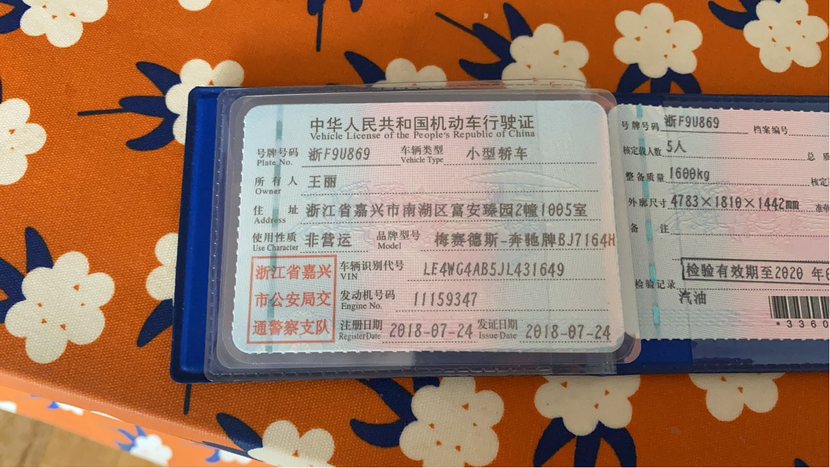 中华人民共和国机动车行驶证
Vehicle License of the People's Republic of China
号牌号码 浙F9U869 车辆类型 小型轿车
Plate No. Vehicle Type
所有人 王丽
Owner
住址 浙江省嘉兴市南湖区富安臻园2幢1005室
Address
使用性质 非营运 品牌型号 梅赛德斯-奔驰牌BJ7164H
Use Character Model
浙江省嘉兴
市公安局交
通警察支队
车辆识别代号 LE4WG4AB5JL431649
VIN
发动机号码 11159347
Engine No.
注册日期 2018-07-24 发证日期 2018-07-24
Register Date Issue Date
号牌号码 浙F9U869 档案编号
核定载人数 5人 总质
整备质量 1600kg 核定
外廓尺寸 4783×1810×1442mm 准牵
备注
检验有效期至2020年
检验记录
汽油
*3360